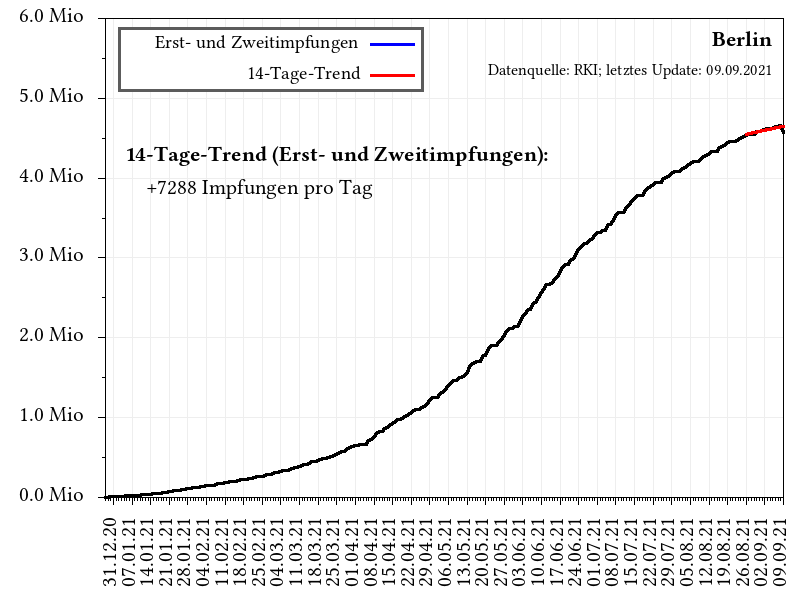 6.0 Mio
5.0 Mio
4.0 Mio
3.0 Mio
2.0 Mio
1.0 Mio
0.0 Mio
Erst- und Zweitimpfungen
14-Tage-Trend
Berlin
Datenquelle: RKI; letztes Update: 09.09.2021
14-Tage-Trend (Erst- und Zweitimpfungen):
+7288 Impfungen pro Tag
31.12.20
07.01.21
14.01.21
21.01.21
28.01.21
04.02.21
11.02.21
18.02.21
25.02.21
04.03.21
11.03.21
18.03.21
25.03.21
01.04.21
08.04.21
15.04.21
22.04.21
29.04.21
06.05.21
13.05.21
20.05.21
27.05.21
03.06.21
10.06.21
17.06.21
24.06.21
01.07.21
08.07.21
15.07.21
22.07.21
29.07.21
05.08.21
12.08.21
19.08.21
26.08.21
02.09.21
09.09.21